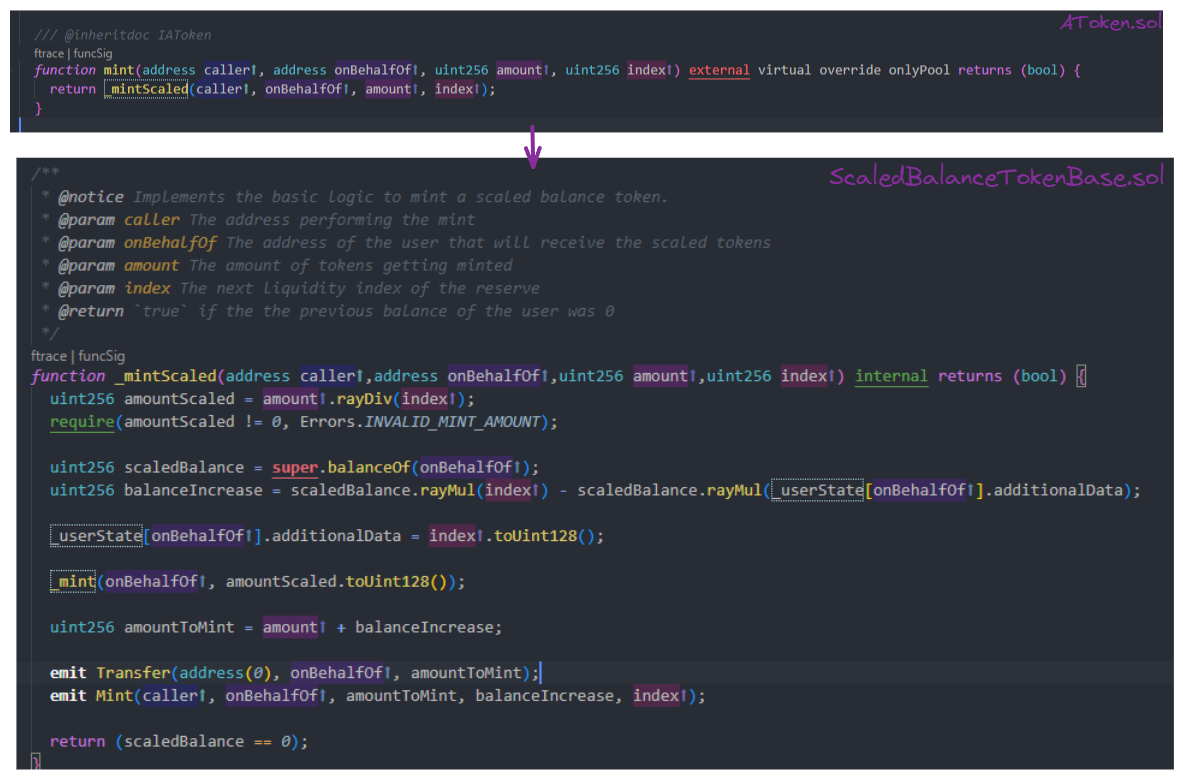 AToken.sol
/// @inheritdoc IAToken
ftrace | funcSig
function mint(address caller↑, address onBehalfOf↑, uint256 amount↑, uint256 index↑) external virtual override onlyPool returns (bool) {
return _mintScaled(caller↑, onBehalfOf↑, amount↑, index↑);
}
ScaledBalanceTokenBase.sol
/**
* @notice Implements the basic logic to mint a scaled balance token.
* @param caller The address performing the mint
* @param onBehalfOf The address of the user that will receive the scaled tokens
* @param amount The amount of tokens getting minted
* @param index The next liquidity index of the reserve
* @return `true` if the the previous balance of the user was 0
*/
ftrace | funcSig
function _mintScaled(address caller↑,address onBehalfOf↑,uint256 amount↑,uint256 index↑) internal returns (bool) {
uint256 amountScaled = amount↑.rayDiv(index↑);
require(amountScaled != 0, Errors.INVALID_MINT_AMOUNT);
uint256 scaledBalance = super.balanceOf(onBehalfOf↑);
uint256 balanceIncrease = scaledBalance.rayMul(index↑) - scaledBalance.rayMul(_userState[onBehalfOf↑].additionalData);
_userState[onBehalfOf↑].additionalData = index↑.toUint128();
_mint(onBehalfOf↑, amountScaled.toUint128());
uint256 amountToMint = amount↑ + balanceIncrease;
emit Transfer(address(0), onBehalfOf↑, amountToMint);
emit Mint(caller↑, onBehalfOf↑, amountToMint, balanceIncrease, index↑);
return (scaledBalance == 0);
}